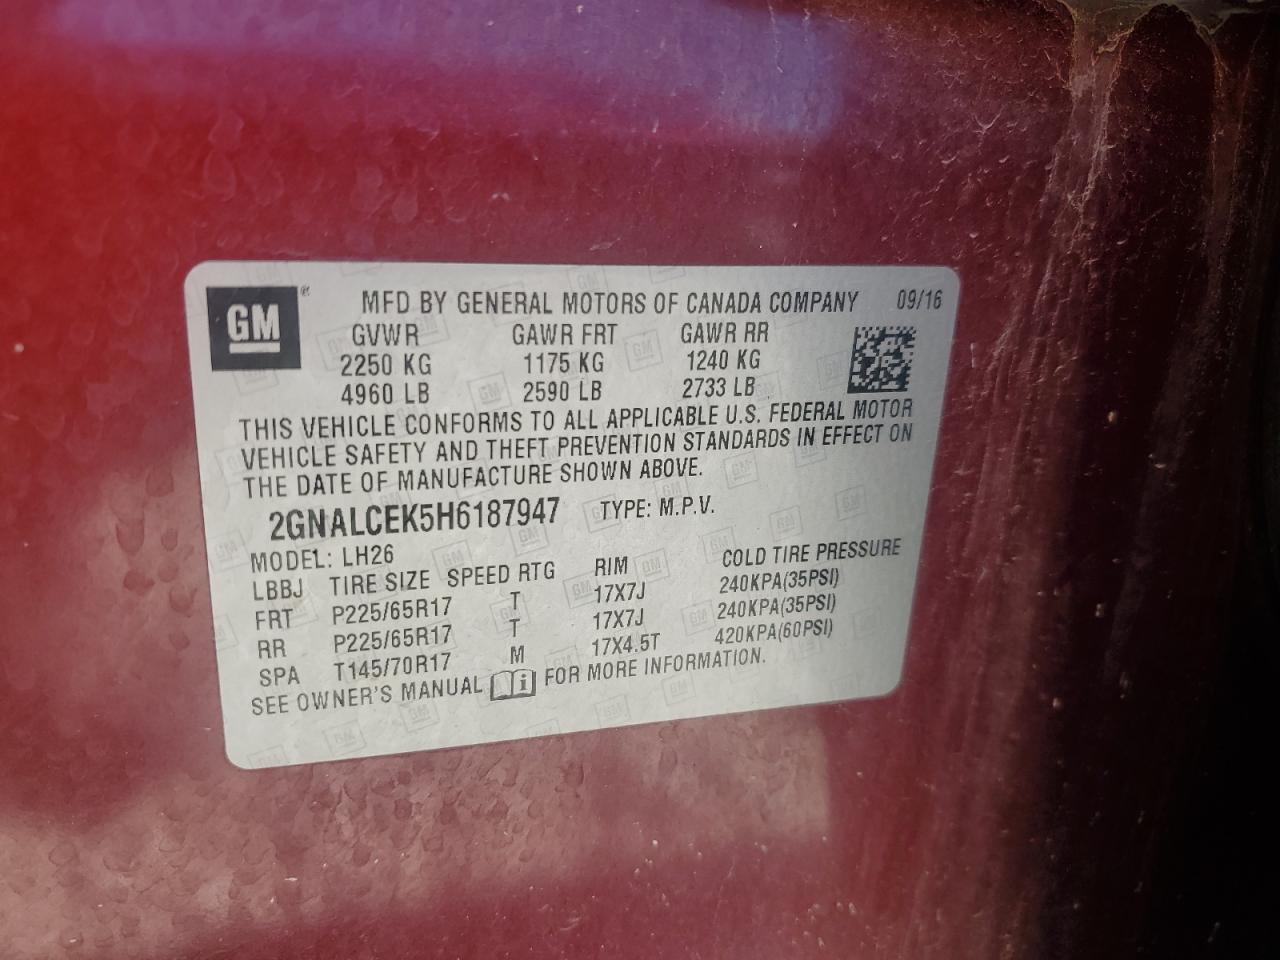 GM ® MFD BY GENERAL MOTORS OF CANADA COMPANY 09/16
GVWR GAWR FRT GAWR RR
2250 KG 1175 KG 1240 KG
4960 LB 2590 LB 2733 LB
THIS VEHICLE CONFORMS TO ALL APPLICABLE U.S. FEDERAL MOTOR
VEHICLE SAFETY AND THEFT PREVENTION STANDARDS IN EFFECT ON
THE DATE OF MANUFACTURE SHOWN ABOVE.
2GNALCEK5H6187947 TYPE: M.P.V.
MODEL: LH26
LBBJ TIRE SIZE SPEED RTG RIM COLD TIRE PRESSURE
FRT P225/65R17 T 17X7J 240KPA(35PSI)
RR P225/65R17 T 17X7J 240KPA(35PSI)
SPA T145/70R17 M 17X4.5T 420KPA(60PSI)
SEE OWNER'S MANUAL i FOR MORE INFORMATION.